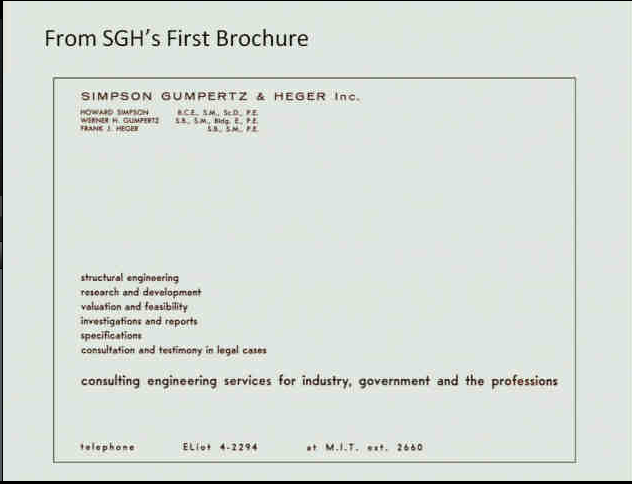 From SGH's First Brochure
SIMPSON GUMPERTZ & HEGER Inc.
HOWARD SIMPSON B.C.E., S.M., Sc.D., P.E.
WERNER H. GUMPERTZ S.B., S.M., Bldg. E., P.E.
FRANK J. HEGER S.B., S.M., P.E.
structural engineering
research and development
valuation and feasibility
investigations and reports
specifications
consultation and testimony in legal cases
consulting engineering services for industry, government and the professions
telephone ELiot 4-2294 at M.I.T. ext. 2660